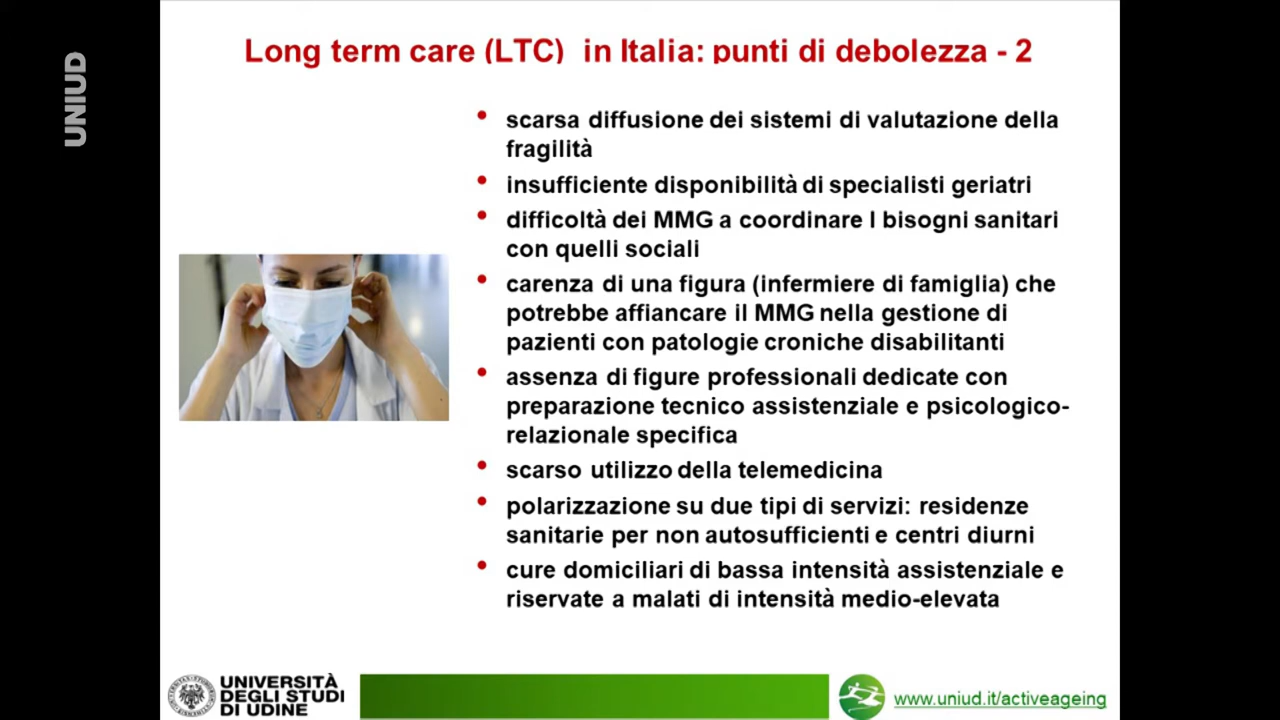 UNIUD
Long term care (LTC) in Italia: punti di debolezza - 2
• scarsa diffusione dei sistemi di valutazione della
fragilità
• insufficiente disponibilità di specialisti geriatri
• difficoltà dei MMG a coordinare I bisogni sanitari
con quelli sociali
• carenza di una figura (infermiere di famiglia) che
potrebbe affiancare il MMG nella gestione di
pazienti con patologie croniche disabilitanti
• assenza di figure professionali dedicate con
preparazione tecnico assistenziale e psicologico-
relazionale specifica
• scarso utilizzo della telemedicina
• polarizzazione su due tipi di servizi: residenze
sanitarie per non autosufficienti e centri diurni
• cure domiciliari di bassa intensità assistenziale e
riservate a malati di intensità medio-elevata
UNIVERSITÀ
DEGLI STUDI
DI UDINE
www.uniud.it/activeageing